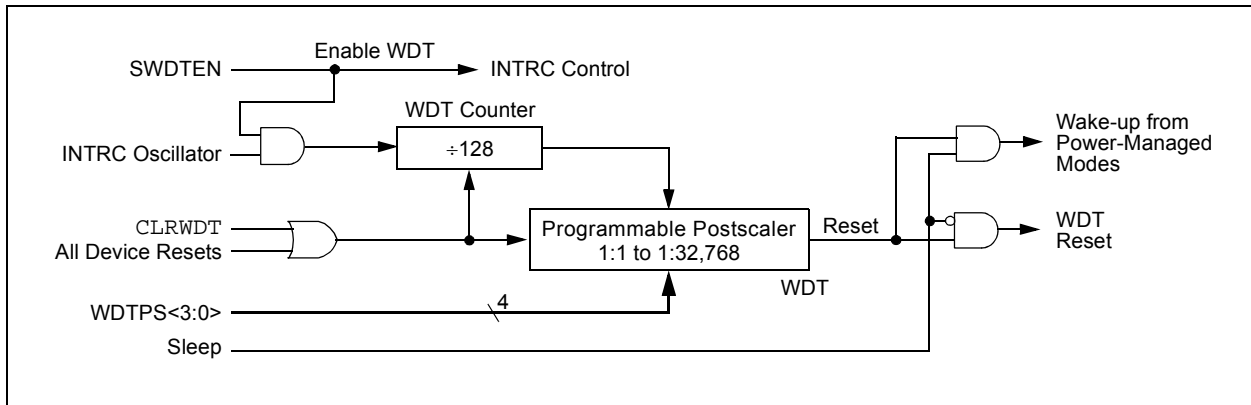 Enable WDT
SWDTEN
INTRC Control
WDT Counter
INTRC Oscillator
÷128
Wake-up from
Power-Managed
Modes
CLRWDT
All Device Resets
Programmable Postscaler
1:1 to 1:32,768
Reset
WDT
Reset
WDT
WDTPS<3:0>
4
Sleep